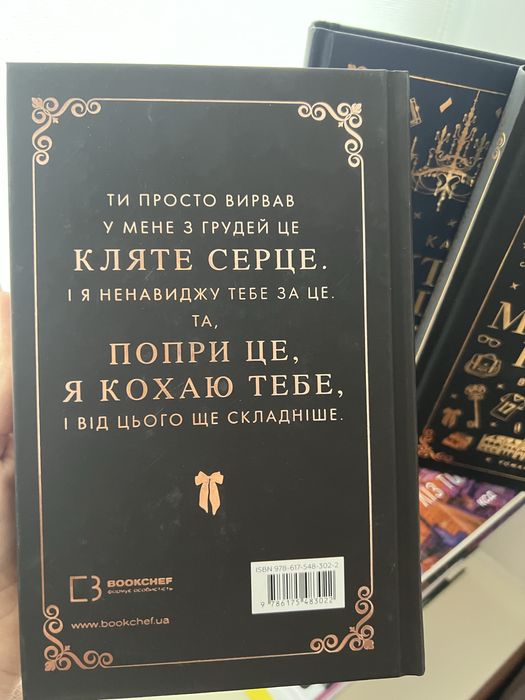 ТИ ПРОСТО ВИРВАВ
У МЕНЕ З ГРУДЕЙ ЦЕ
КЛЯТЕ СЕРЦЕ.
І Я НЕНАВИДЖУ ТЕБЕ ЗА ЦЕ.
ТА,
ПОПРИ ЦЕ,
Я КОХАЮ ТЕБЕ,
І ВІД ЦЬОГО ЩЕ СКЛАДНІШЕ.
BOOKCHEF
формує особистість
www.bookchef.ua
ISBN 978-617-548-302-2
9 786175 483022